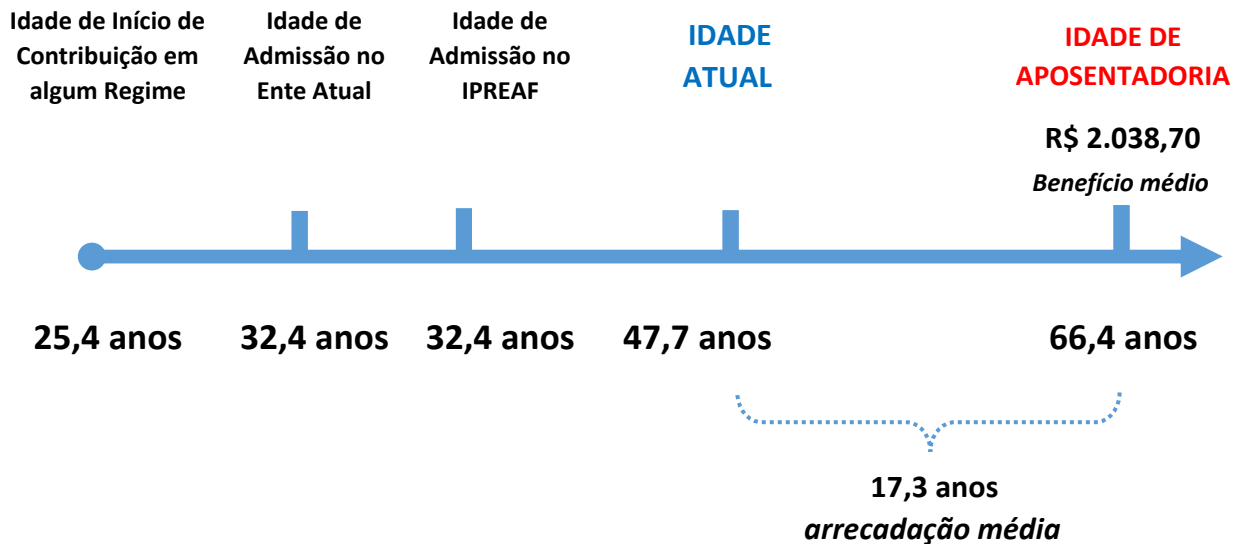 Idade de Início de
Contribuição em
algum Regime
Idade de
Admissão no
Ente Atual
Idade de
Admissão no
IPREAF
IDADE
ATUAL
IDADE DE
APOSENTADORIA
R$ 2.038,70
Benefício médio
25,4 anos
32,4 anos
32,4 anos
47,7 anos
66,4 anos
17,3 anos
arrecadação média